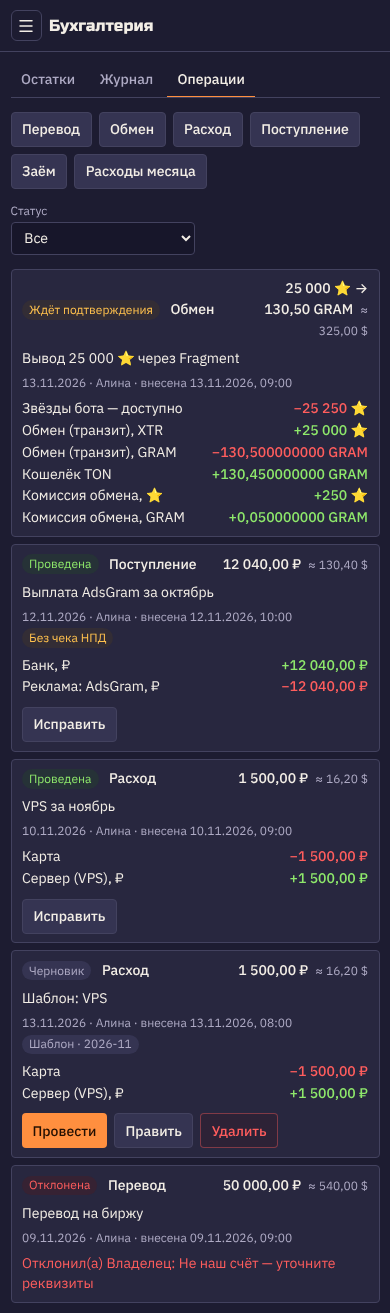 ☰ Бухгалтерия
Остатки Журнал Операции
Перевод Обмен Расход Поступление
Заём Расходы месяца
Статус
Все
25 000 ⭐ →
Ждёт подтверждения Обмен 130,50 GRAM ≈
325,00 $
Вывод 25 000 ⭐ через Fragment
13.11.2026 · Алина · внесена 13.11.2026, 09:00
Звёзды бота — доступно −25 250 ⭐
Обмен (транзит), XTR +25 000 ⭐
Обмен (транзит), GRAM −130,500000000 GRAM
Кошелёк TON +130,450000000 GRAM
Комиссия обмена, ⭐ +250 ⭐
Комиссия обмена, GRAM +0,050000000 GRAM
Проведена Поступление 12 040,00 ₽ ≈ 130,40 $
Выплата AdsGram за октябрь
12.11.2026 · Алина · внесена 12.11.2026, 10:00
Без чека НПД
Банк, ₽ +12 040,00 ₽
Реклама: AdsGram, ₽ −12 040,00 ₽
Исправить
Проведена Расход 1 500,00 ₽ ≈ 16,20 $
VPS за ноябрь
10.11.2026 · Алина · внесена 10.11.2026, 09:00
Карта −1 500,00 ₽
Сервер (VPS), ₽ +1 500,00 ₽
Исправить
Черновик Расход 1 500,00 ₽ ≈ 16,20 $
Шаблон: VPS
13.11.2026 · Алина · внесена 13.11.2026, 08:00
Шаблон · 2026-11
Карта −1 500,00 ₽
Сервер (VPS), ₽ +1 500,00 ₽
Провести Править Удалить
Отклонена Перевод 50 000,00 ₽ ≈ 540,00 $
Перевод на биржу
09.11.2026 · Алина · внесена 09.11.2026, 09:00
Отклонил(а) Владелец: Не наш счёт — уточните
реквизиты